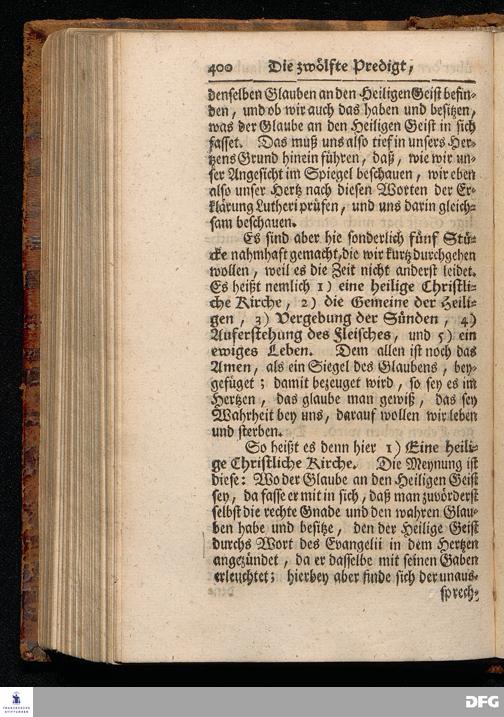 400 Die zwölfte Predigt,
denselben Glauben an den Heiligen Geist befin-
den, und ob wir auch das haben und besitzen,
was der Glaube an den Heiligen Geist in sich
fasset. Das muß uns also tief in unsers Her-
tzens Grund hinein führen, daß, wie wir un-
ser Angesicht im Spiegel beschauen, wir eben
also unser Hertz nach diesen Worten der Er-
klärung Lutheri prüfen, und uns darin gleich-
sam beschauen.
Es sind aber hie sonderlich fünf Stü-
cke nahmhaft gemacht, die wir kurtz durchgehen
wollen, weil es die Zeit nicht anderst leidet.
Es heißt nemlich 1) eine heilige Christli-
che Kirche, 2) die Gemeine der Heili-
gen, 3) Vergebung der Sünden, 4)
Auferstehung des Fleisches, und 5) ein
ewiges Leben. Dem allen ist noch das
Amen, als ein Siegel des Glaubens, bey-
gefüget; damit bezeuget wird, so sey es im
Hertzen, das glaube man gewiß, das sey
Wahrheit bey uns, darauf wollen wir leben
und sterben.
So heißt es denn hier 1) Eine heili-
ge Christliche Kirche. Die Meynung ist
diese: Wo der Glaube an den Heiligen Geist
sey, da fasse er mit in sich, daß man zuvörderst
selbst die rechte Gnade und den wahren Glau-
ben habe und besitze, den der Heilige Geist
durchs Wort des Evangelii in dem Hertzen
angezündet, da er dasselbe mit seinen Gaben
erleuchtet; hierbey aber finde sich der unaus-
sprech-
FRANCKESCHE STIFTUNGEN
DFG